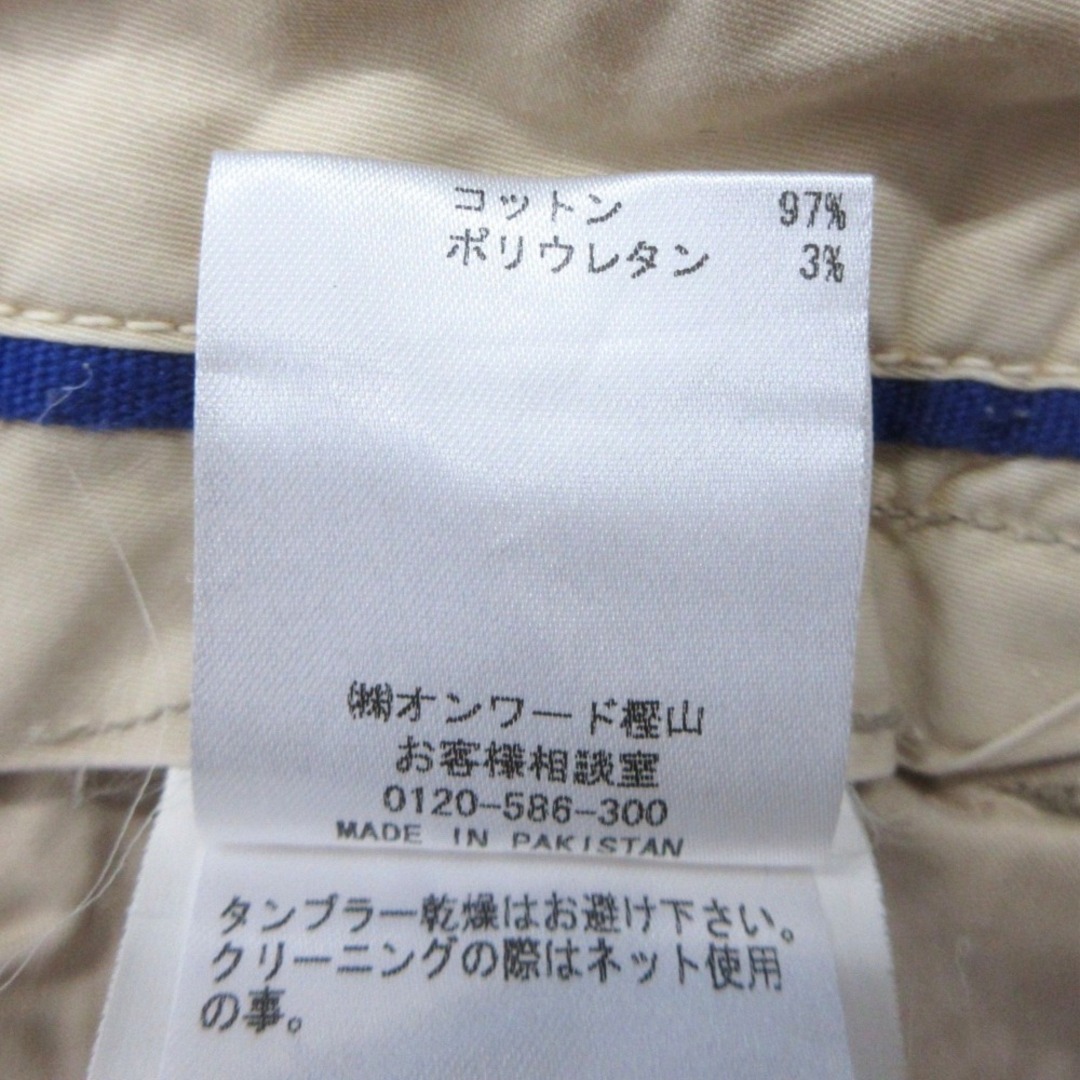 コットン 97%
ポリウレタン 3%
㈱オンワード樫山
お客様相談室
0120-586-300
MADE IN PAKISTAN
タンブラー乾燥はお避け下さい。
クリーニングの際はネット使用
の事。